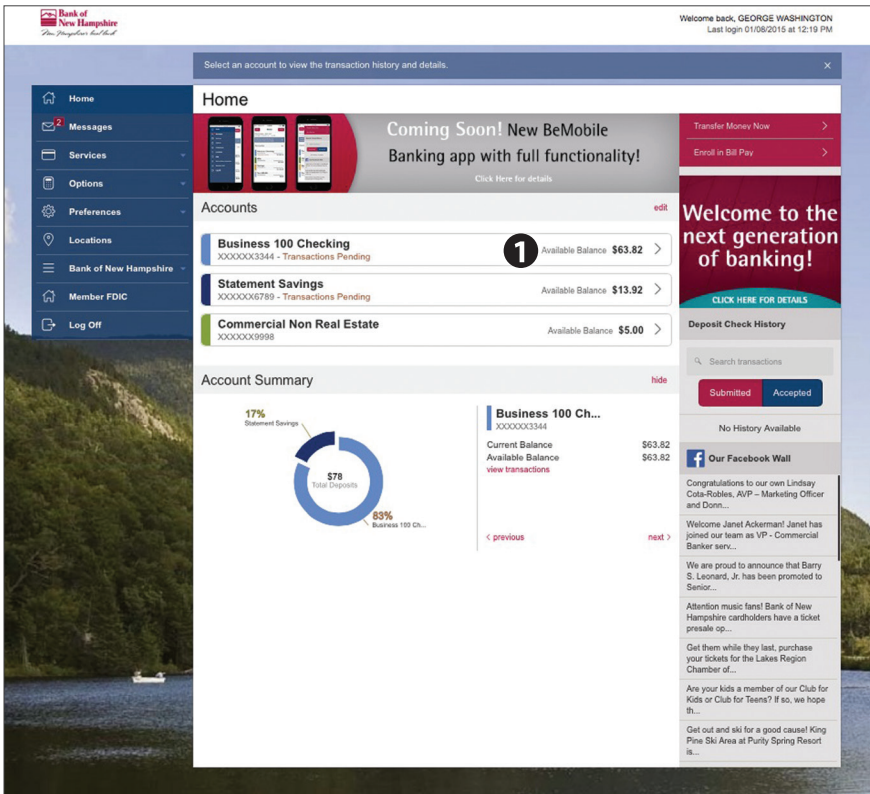 Bank of
New Hampshire
New Hampshire's local bank
Welcome back, GEORGE WASHINGTON
Last login 01/08/2015 at 12:19 PM
Select an account to view the transaction history and details.
×
Home
2
Messages
Services
Options
Preferences
Locations
Bank of New Hampshire
Member FDIC
Log Off
Home
Coming Soon! New BeMobile
Banking app with full functionality!
Click Here for details
Accounts
edit
Business 100 Checking
XXXXXX3344 - Transactions Pending
1
Available Balance $63.82
Statement Savings
XXXXXX6789 - Transactions Pending
Available Balance $13.92
Commercial Non Real Estate
XXXXXX9998
Available Balance $5.00
Account Summary
hide
17%
Statement Savings
$78
Total Deposits
83%
Business 100 Ch...
Business 100 Ch...
XXXXXX3344
Current Balance $63.82
Available Balance $63.82
view transactions
< previous
next >
Transfer Money Now
Enroll in Bill Pay
Welcome to the
next generation
of banking!
CLICK HERE FOR DETAILS
Deposit Check History
Search transactions
Submitted
Accepted
No History Available
f
Our Facebook Wall
Congratulations to our own Lindsay
Cota-Robles, AVP – Marketing Officer
and Donn...
Welcome Janet Ackerman! Janet has
joined our team as VP - Commercial
Banker serv...
We are proud to announce that Barry
S. Leonard, Jr. has been promoted to
Senior...
Attention music fans! Bank of New
Hampshire cardholders have a ticket
presale op...
Get them while they last, purchase
your tickets for the Lakes Region
Chamber of...
Are your kids a member of our Club for
Kids or Club for Teens? If so, we hope
th...
Get out and ski for a good cause! King
Pine Ski Area at Purity Spring Resort
is...